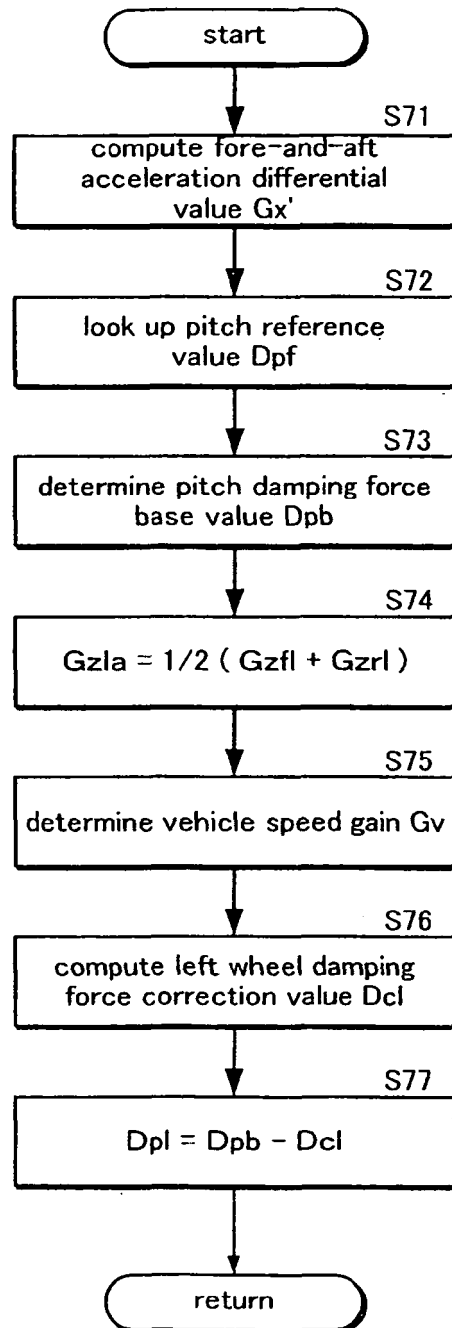 start
S71
compute fore-and-aft
acceleration differential
value Gx'
S72
look up pitch reference
value Dpf
S73
determine pitch damping force
base value Dpb
S74
Gzla = 1/2 ( Gzfl + Gzrl )
S75
determine vehicle speed gain Gv
S76
compute left wheel damping
force correction value Dcl
S77
Dpl = Dpb - Dcl
return